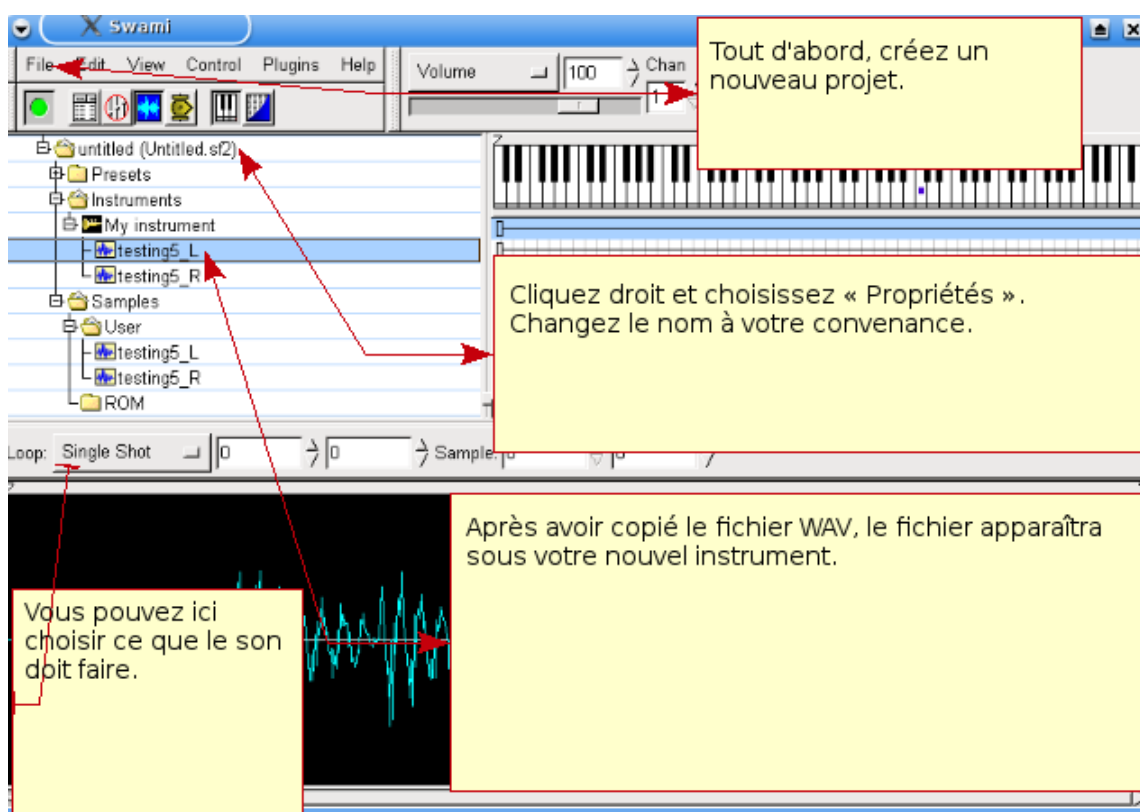 Swami
File Edit View Control Plugins Help
Volume
100
Chan
1
Tout d'abord, créez un
nouveau projet.
untitled (Untitled.sf2)
Presets
Instruments
My instrument
testing5_L
testing5_R
Samples
User
testing5_L
testing5_R
ROM
Cliquez droit et choisissez « Propriétés ».
Changez le nom à votre convenance.
Loop: Single Shot 0 0 Sample: 0 0
Après avoir copié le fichier WAV, le fichier apparaîtra
sous votre nouvel instrument.
Vous pouvez ici
choisir ce que le son
doit faire.